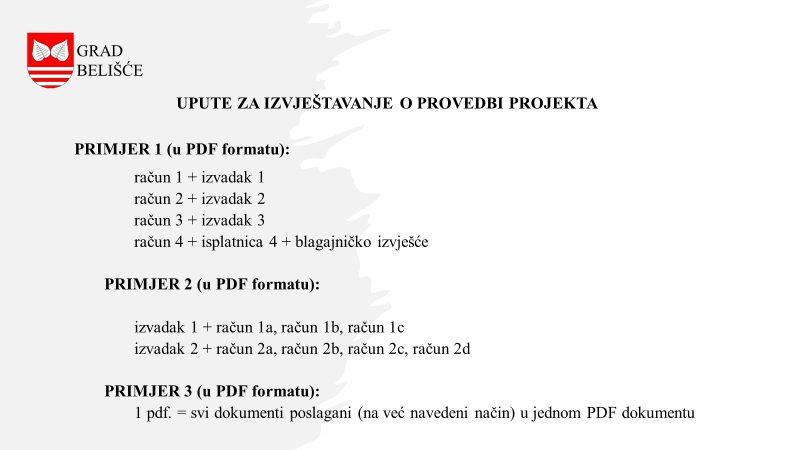 GRAD
BELIŠĆE
UPUTE ZA IZVJEŠTAVANJE O PROVEDBI PROJEKTA
PRIMJER 1 (u PDF formatu):
račun 1 + izvadak 1
račun 2 + izvadak 2
račun 3 + izvadak 3
račun 4 + isplatnica 4 + blagajničko izvješće
PRIMJER 2 (u PDF formatu):
izvadak 1 + račun 1a, račun 1b, račun 1c
izvadak 2 + račun 2a, račun 2b, račun 2c, račun 2d
PRIMJER 3 (u PDF formatu):
1 pdf. = svi dokumenti poslagani (na već navedeni način) u jednom PDF dokumentu